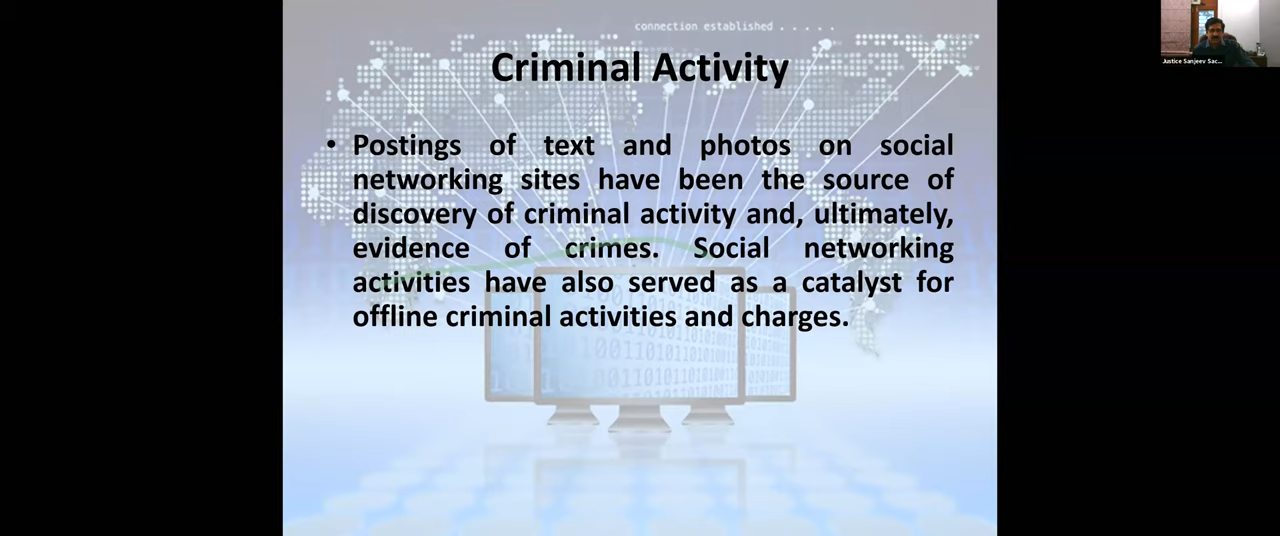 connection established . . . . .
Criminal Activity
• Postings of text and photos on social
networking sites have been the source of
discovery of criminal activity and, ultimately,
evidence of crimes. Social networking
activities have also served as a catalyst for
offline criminal activities and charges.
Justice Sanjeev Sac...